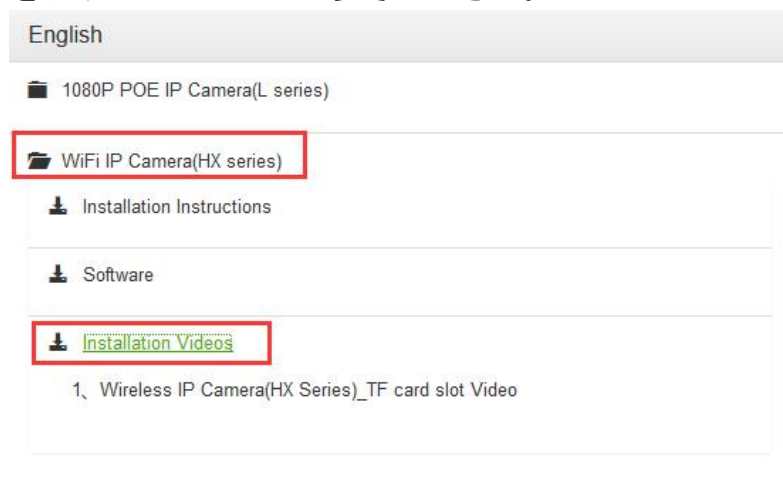 English
1080P POE IP Camera(L series)
WiFi IP Camera(HX series)
Installation Instructions
Software
Installation Videos
1、Wireless IP Camera(HX Series)_TF card slot Video